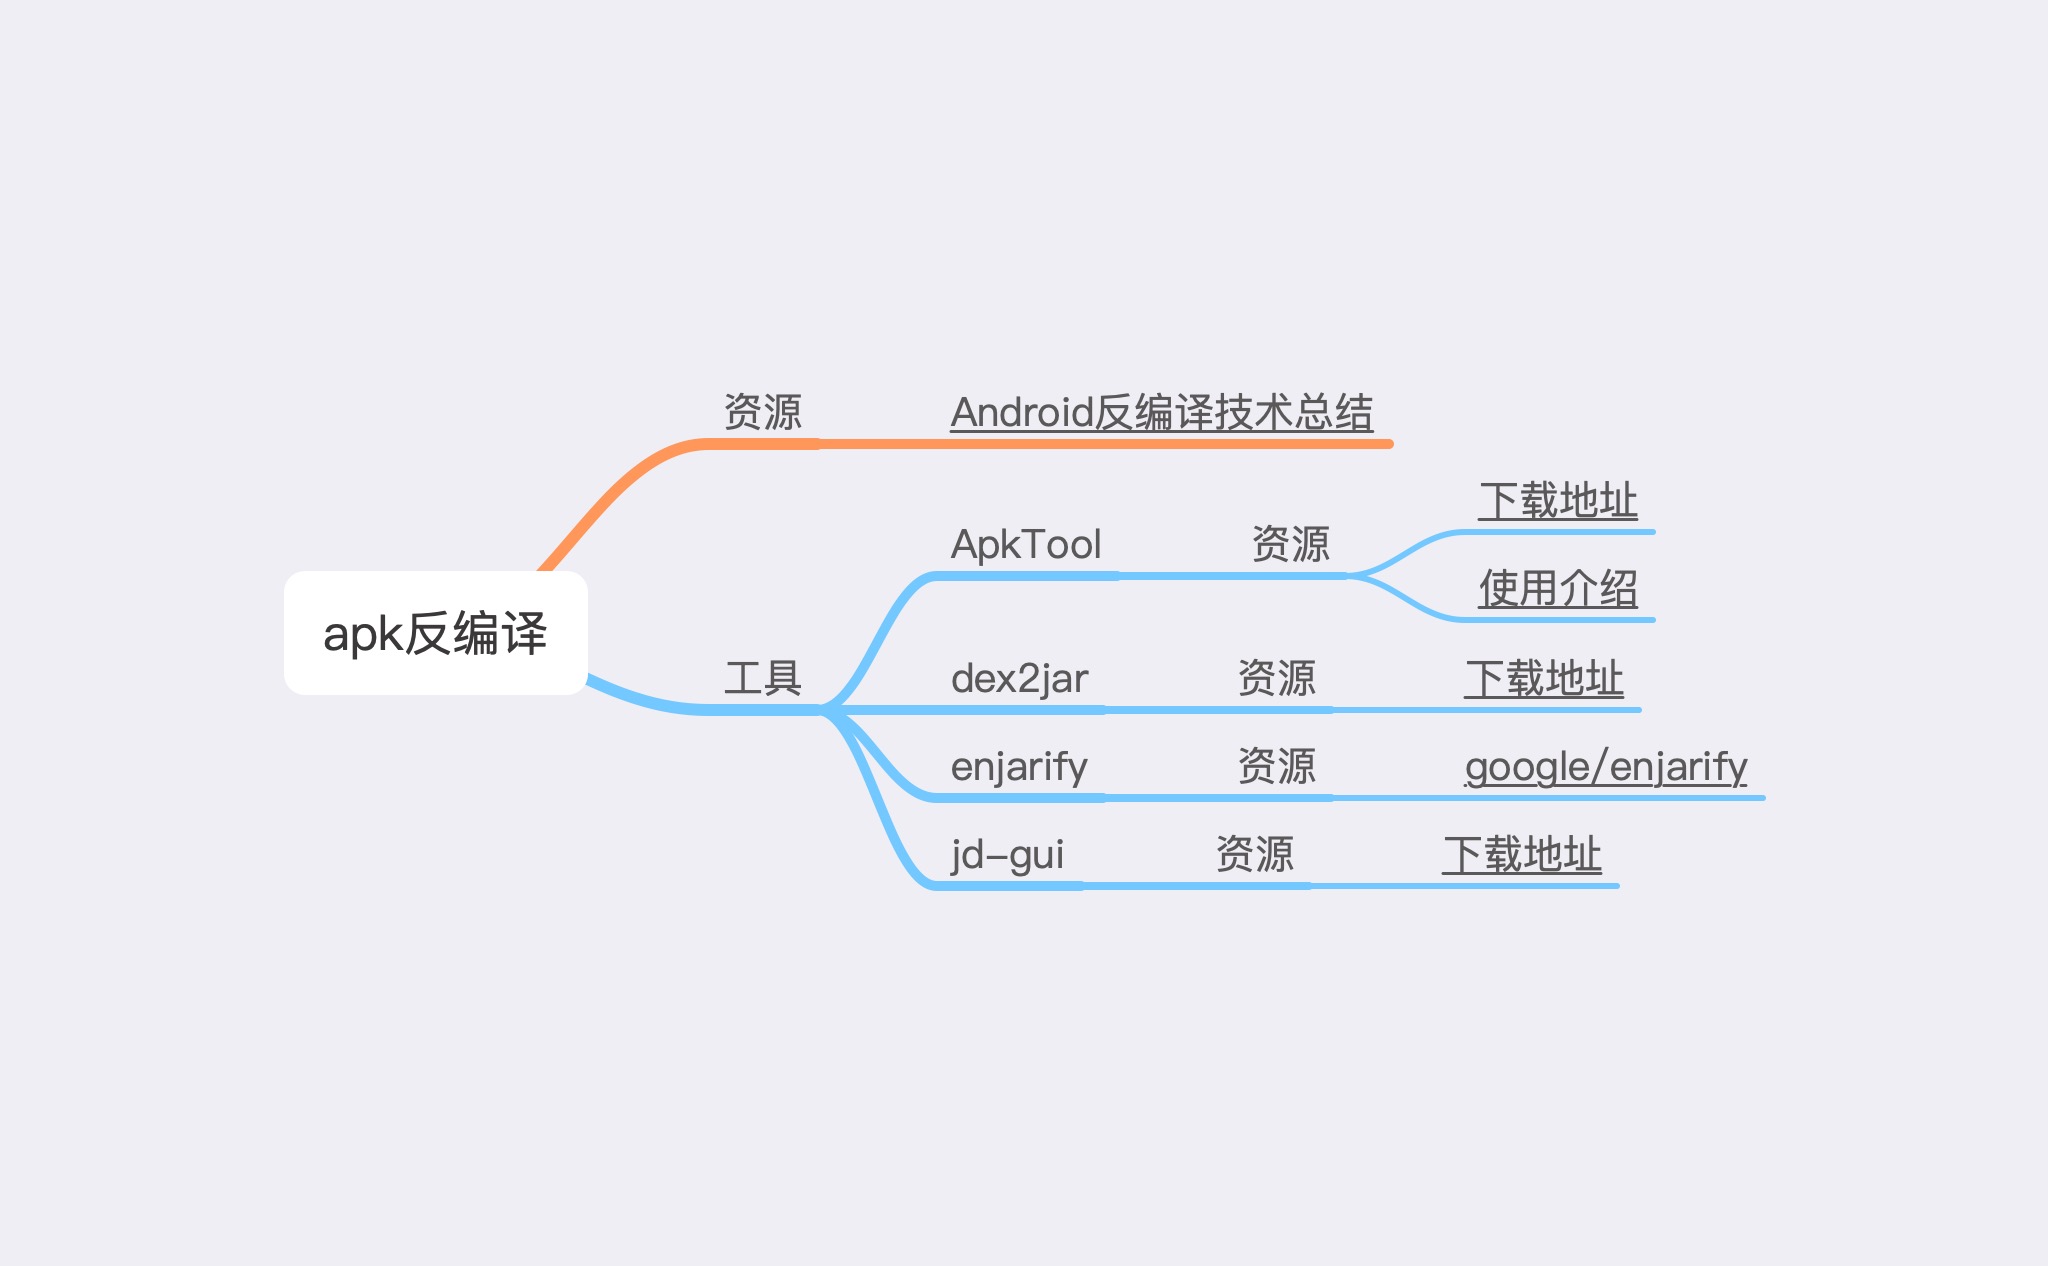 资源
Android反编译技术总结
下载地址
ApkTool
资源
使用介绍
apk反编译
工具
dex2jar
资源
下载地址
enjarify
资源
google/enjarify
jd-gui
资源
下载地址